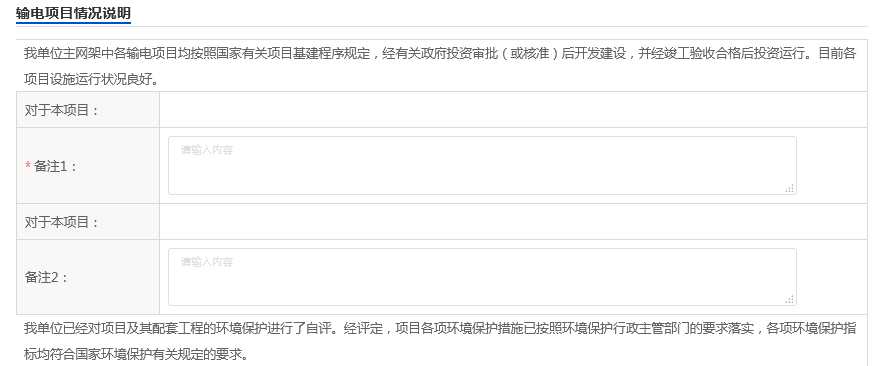 输电项目情况说明
我单位主网架中各输电项目均按照国家有关项目基建程序规定，经有关政府投资审批（或核准）后开发建设，并经竣工验收合格后投资运行。目前各
项目设施运行状况良好。
对于本项目：
* 备注1：
请输入内容
对于本项目：
备注2：
请输入内容
我单位已经对项目及其配套工程的环境保护进行了自评。经评定，项目各项环境保护措施已按照环境保护行政主管部门的要求落实，各项环境保护指
标均符合国家环境保护有关规定的要求。